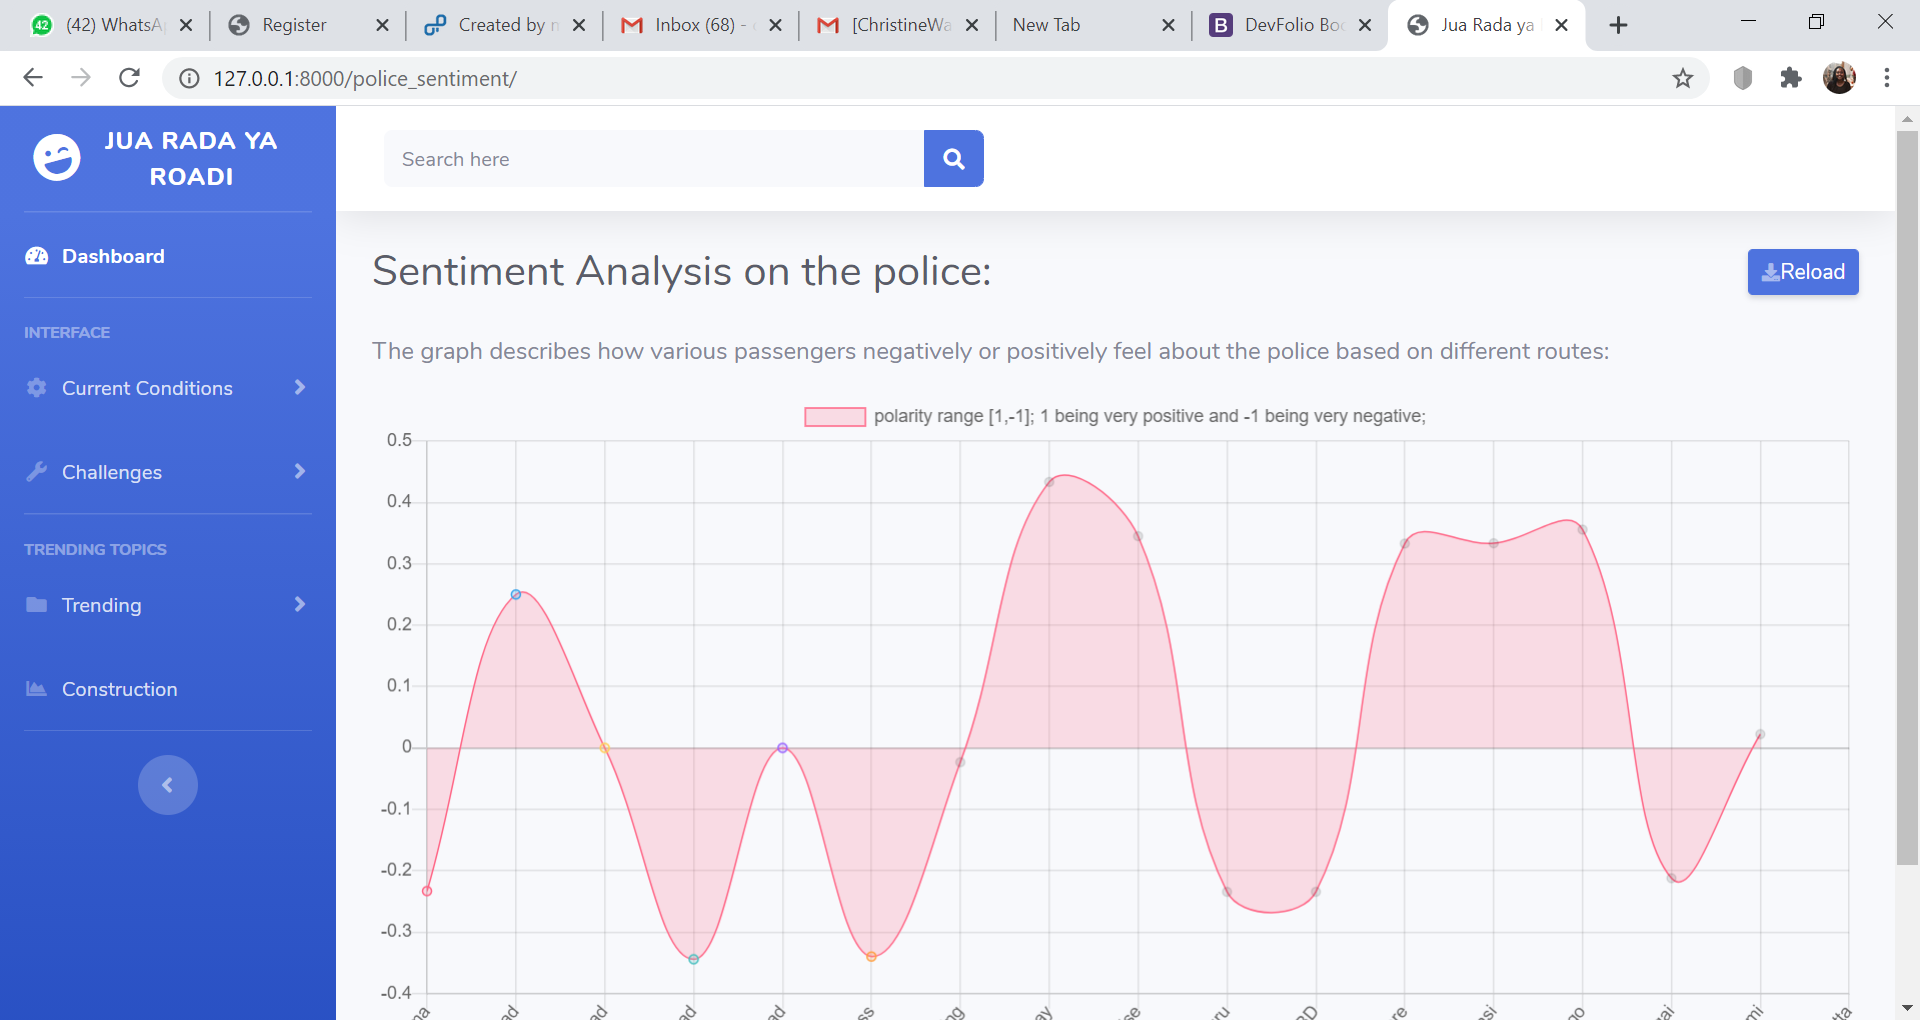 42 (42) WhatsA
Register
Created by
Inbox (68) -
[ChristineWa
New Tab
B DevFolio Boo
Jua Rada ya
127.0.0.1:8000/police_sentiment/
JUA RADA YA
ROADI
Search here
Dashboard
Sentiment Analysis on the police:
Reload
INTERFACE
The graph describes how various passengers negatively or positively feel about the police based on different routes:
Current Conditions
polarity range [1,-1]; 1 being very positive and -1 being very negative;
Challenges
TRENDING TOPICS
Trending
Construction
0.5
0.4
0.3
0.2
0.1
0
-0.1
-0.2
-0.3
-0.4